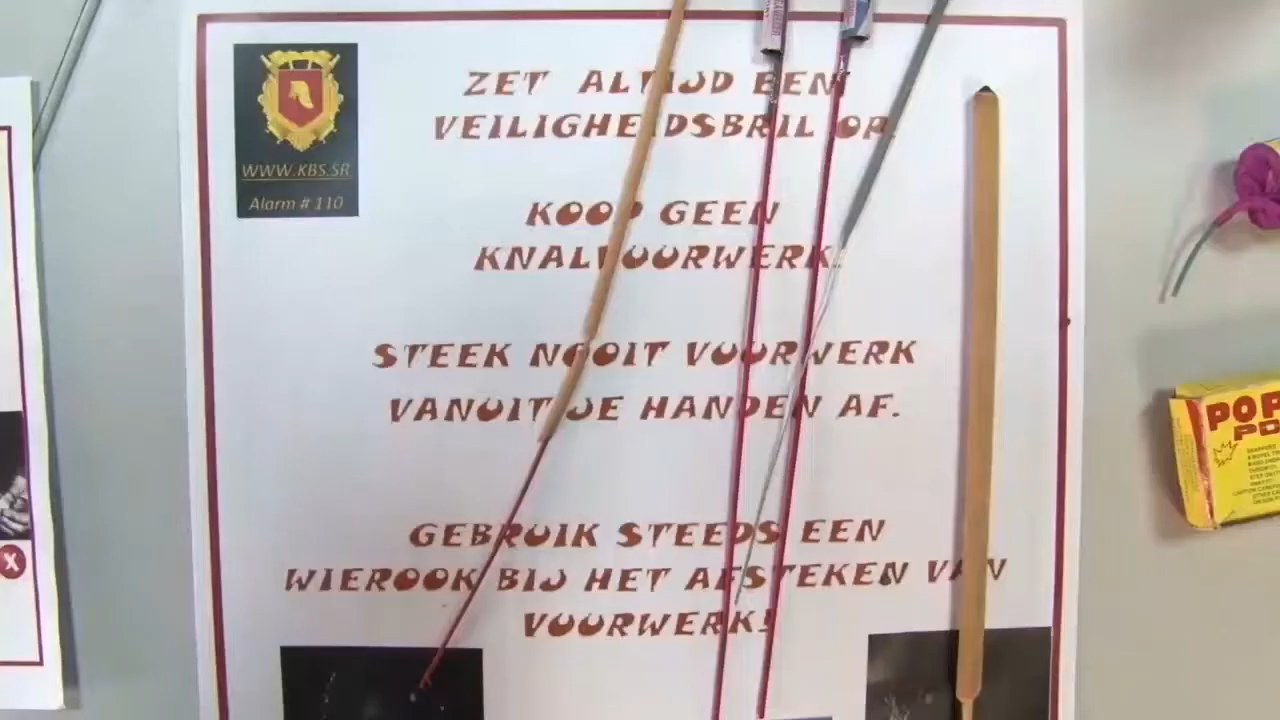 WWW.KBS.SR
Alarm # 110
ZET ALTIJD EEN
VEILIGHEIDSBRIL OP.
KOOP GEEN
KNALVUURWERK!
STEEK NOOIT VUURWERK
VANUIT JE HANDEN AF.
GEBRUIK STEEDS EEN
WIEROOK BIJ HET AFSTEKEN VAN
VUURWERK!
POP